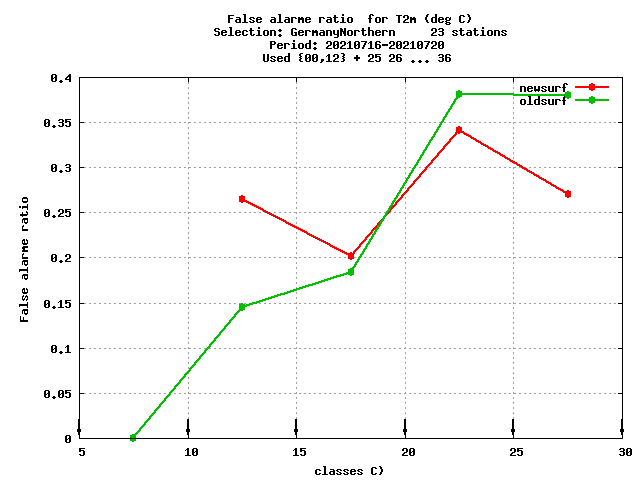 False alarme ratio  for T2m (deg C)
Selection: GermanyNorthern     23 stations
Period: 20210716-20210720
Used {00,12} + 25 26 ... 36
newsurf
oldsurf
0.4
0.35
0.3
0.25
0.2
0.15
0.1
0.05
0
False alarme ratio
5 10 15 20 25 30
classes C)